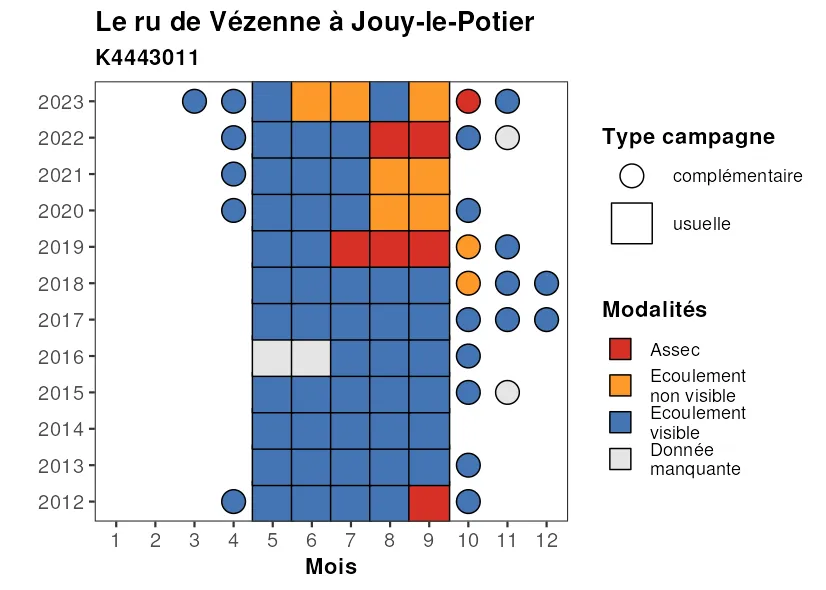 Le ru de Vézenne à Jouy-le-Potier
K4443011
2023
2022
2021
2020
2019
2018
2017
2016
2015
2014
2013
2012
1 2 3 4 5 6 7 8 9 10 11 12
Mois
Type campagne
complémentaire
usuelle
Modalités
Assec
Ecoulement
non visible
Ecoulement
visible
Donnée
manquante